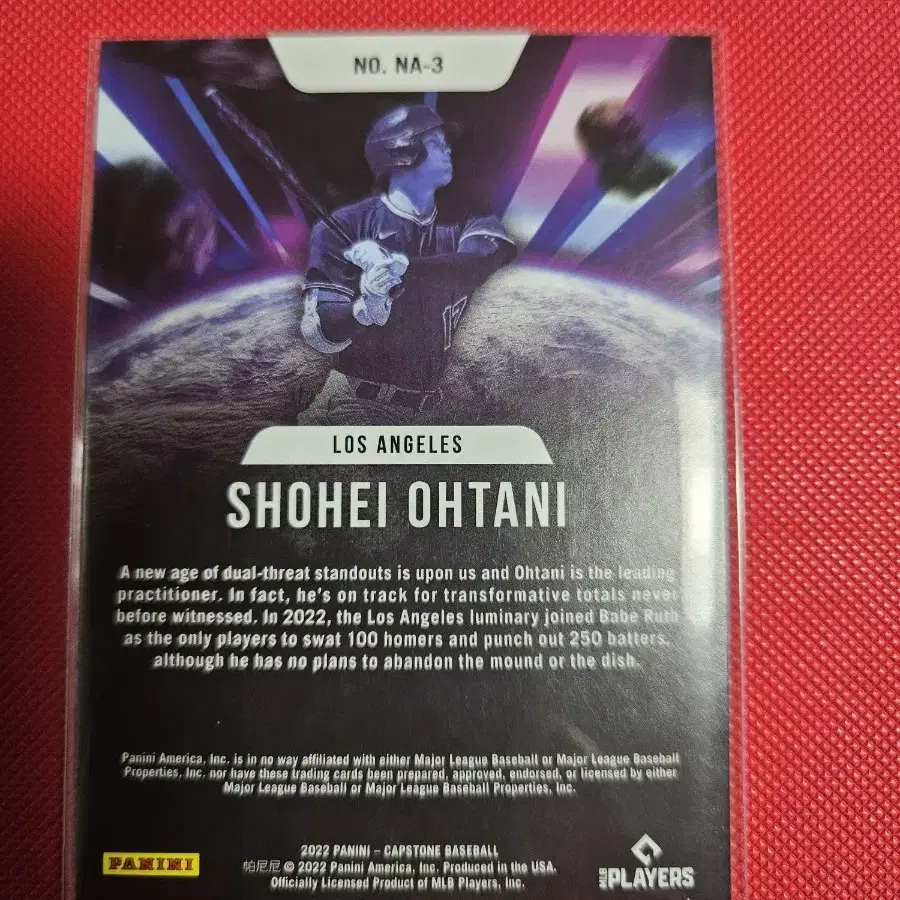 NO. NA-3
17
LOS ANGELES
SHOHEI OHTANI
A new age of dual-threat standouts is upon us and Ohtani is the leading
practitioner. In fact, he's on track for transformative totals never
before witnessed. In 2022, the Los Angeles luminary joined Babe Ruth
as the only players to swat 100 homers and punch out 250 batters,
although he has no plans to abandon the mound or the dish.
Panini America, Inc. is in no way affiliated with either Major League Baseball or Major League Baseball
Properties, Inc. nor have these trading cards been prepared, approved, endorsed, or licensed by either
Major League Baseball or Major League Baseball Properties, Inc.
2022 PANINI – CAPSTONE BASEBALL
帕尼尼 © 2022 Panini America, Inc. Produced in the USA.
Officially Licensed Product of MLB Players, Inc.
PANINI
MLB PLAYERS